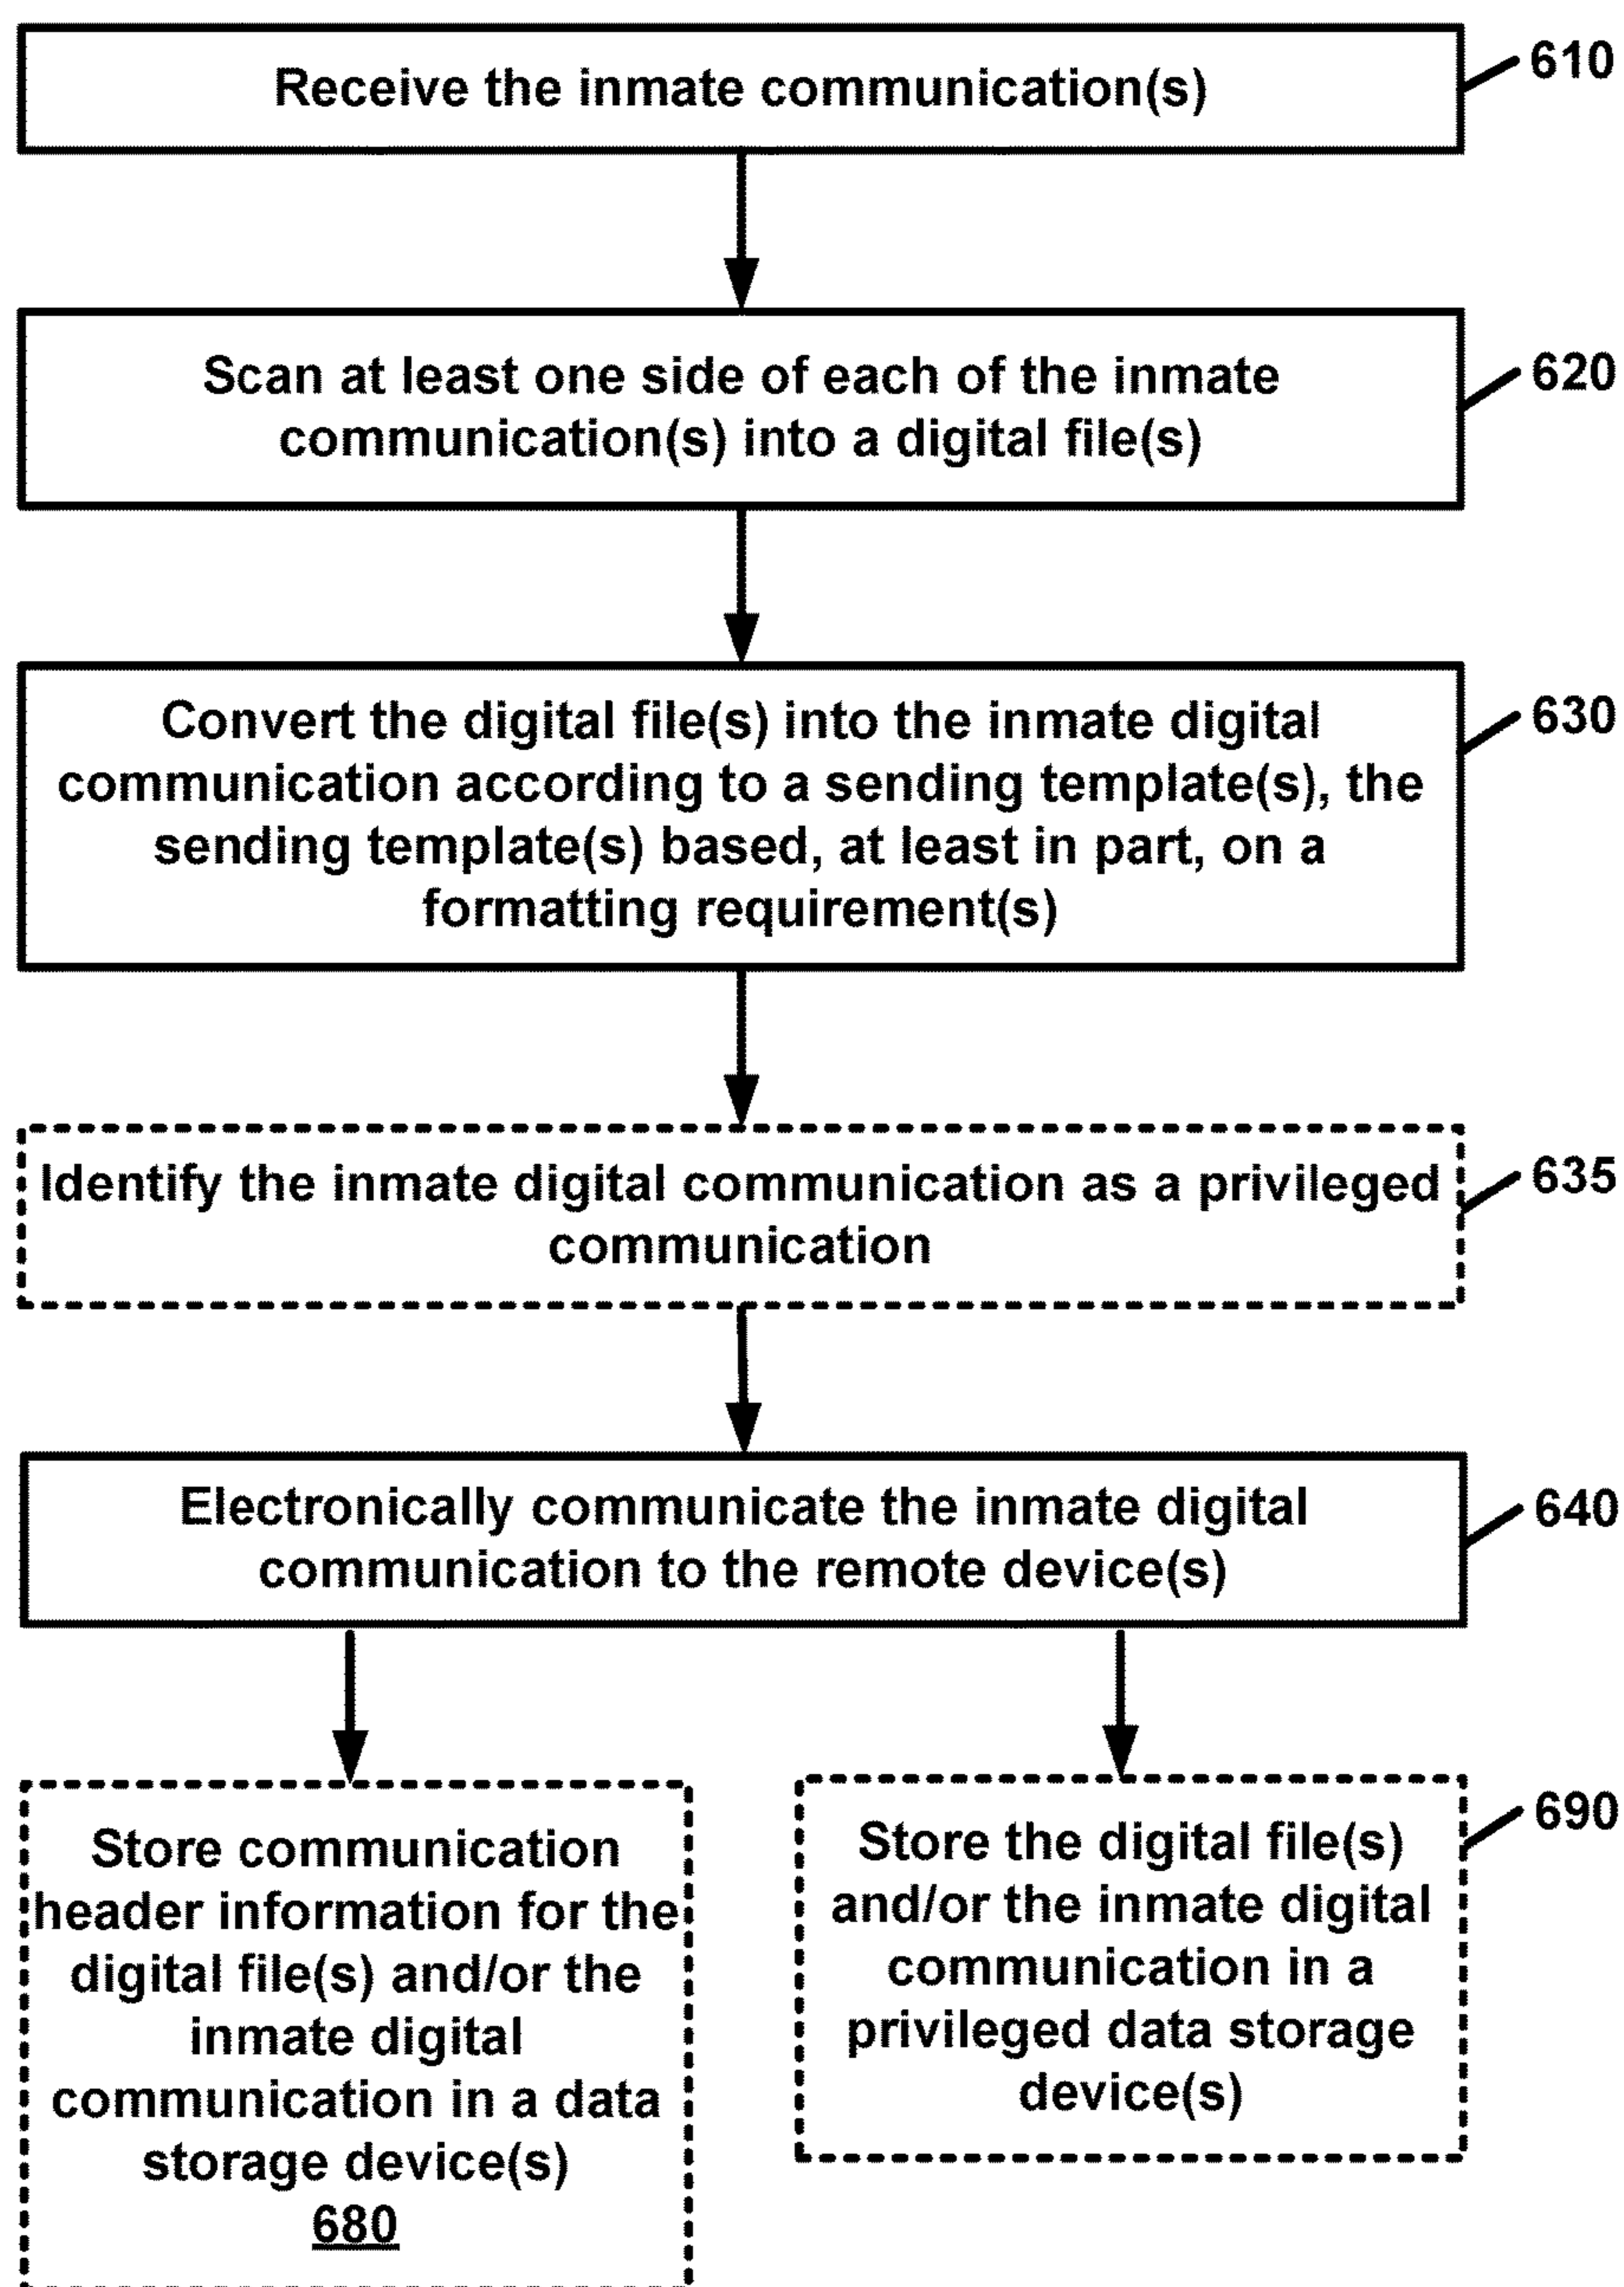 Receive the inmate communication(s)
610
Scan at least one side of each of the inmate
communication(s) into a digital file(s)
620
Convert the digital file(s) into the inmate digital
communication according to a sending template(s), the
sending template(s) based, at least in part, on a
formatting requirement(s)
630
Identify the inmate digital communication as a privileged
communication
635
Electronically communicate the inmate digital
communication to the remote device(s)
640
Store communication
header information for the
digital file(s) and/or the
inmate digital
communication in a data
storage device(s)
680
Store the digital file(s)
and/or the inmate digital
communication in a
privileged data storage
device(s)
690